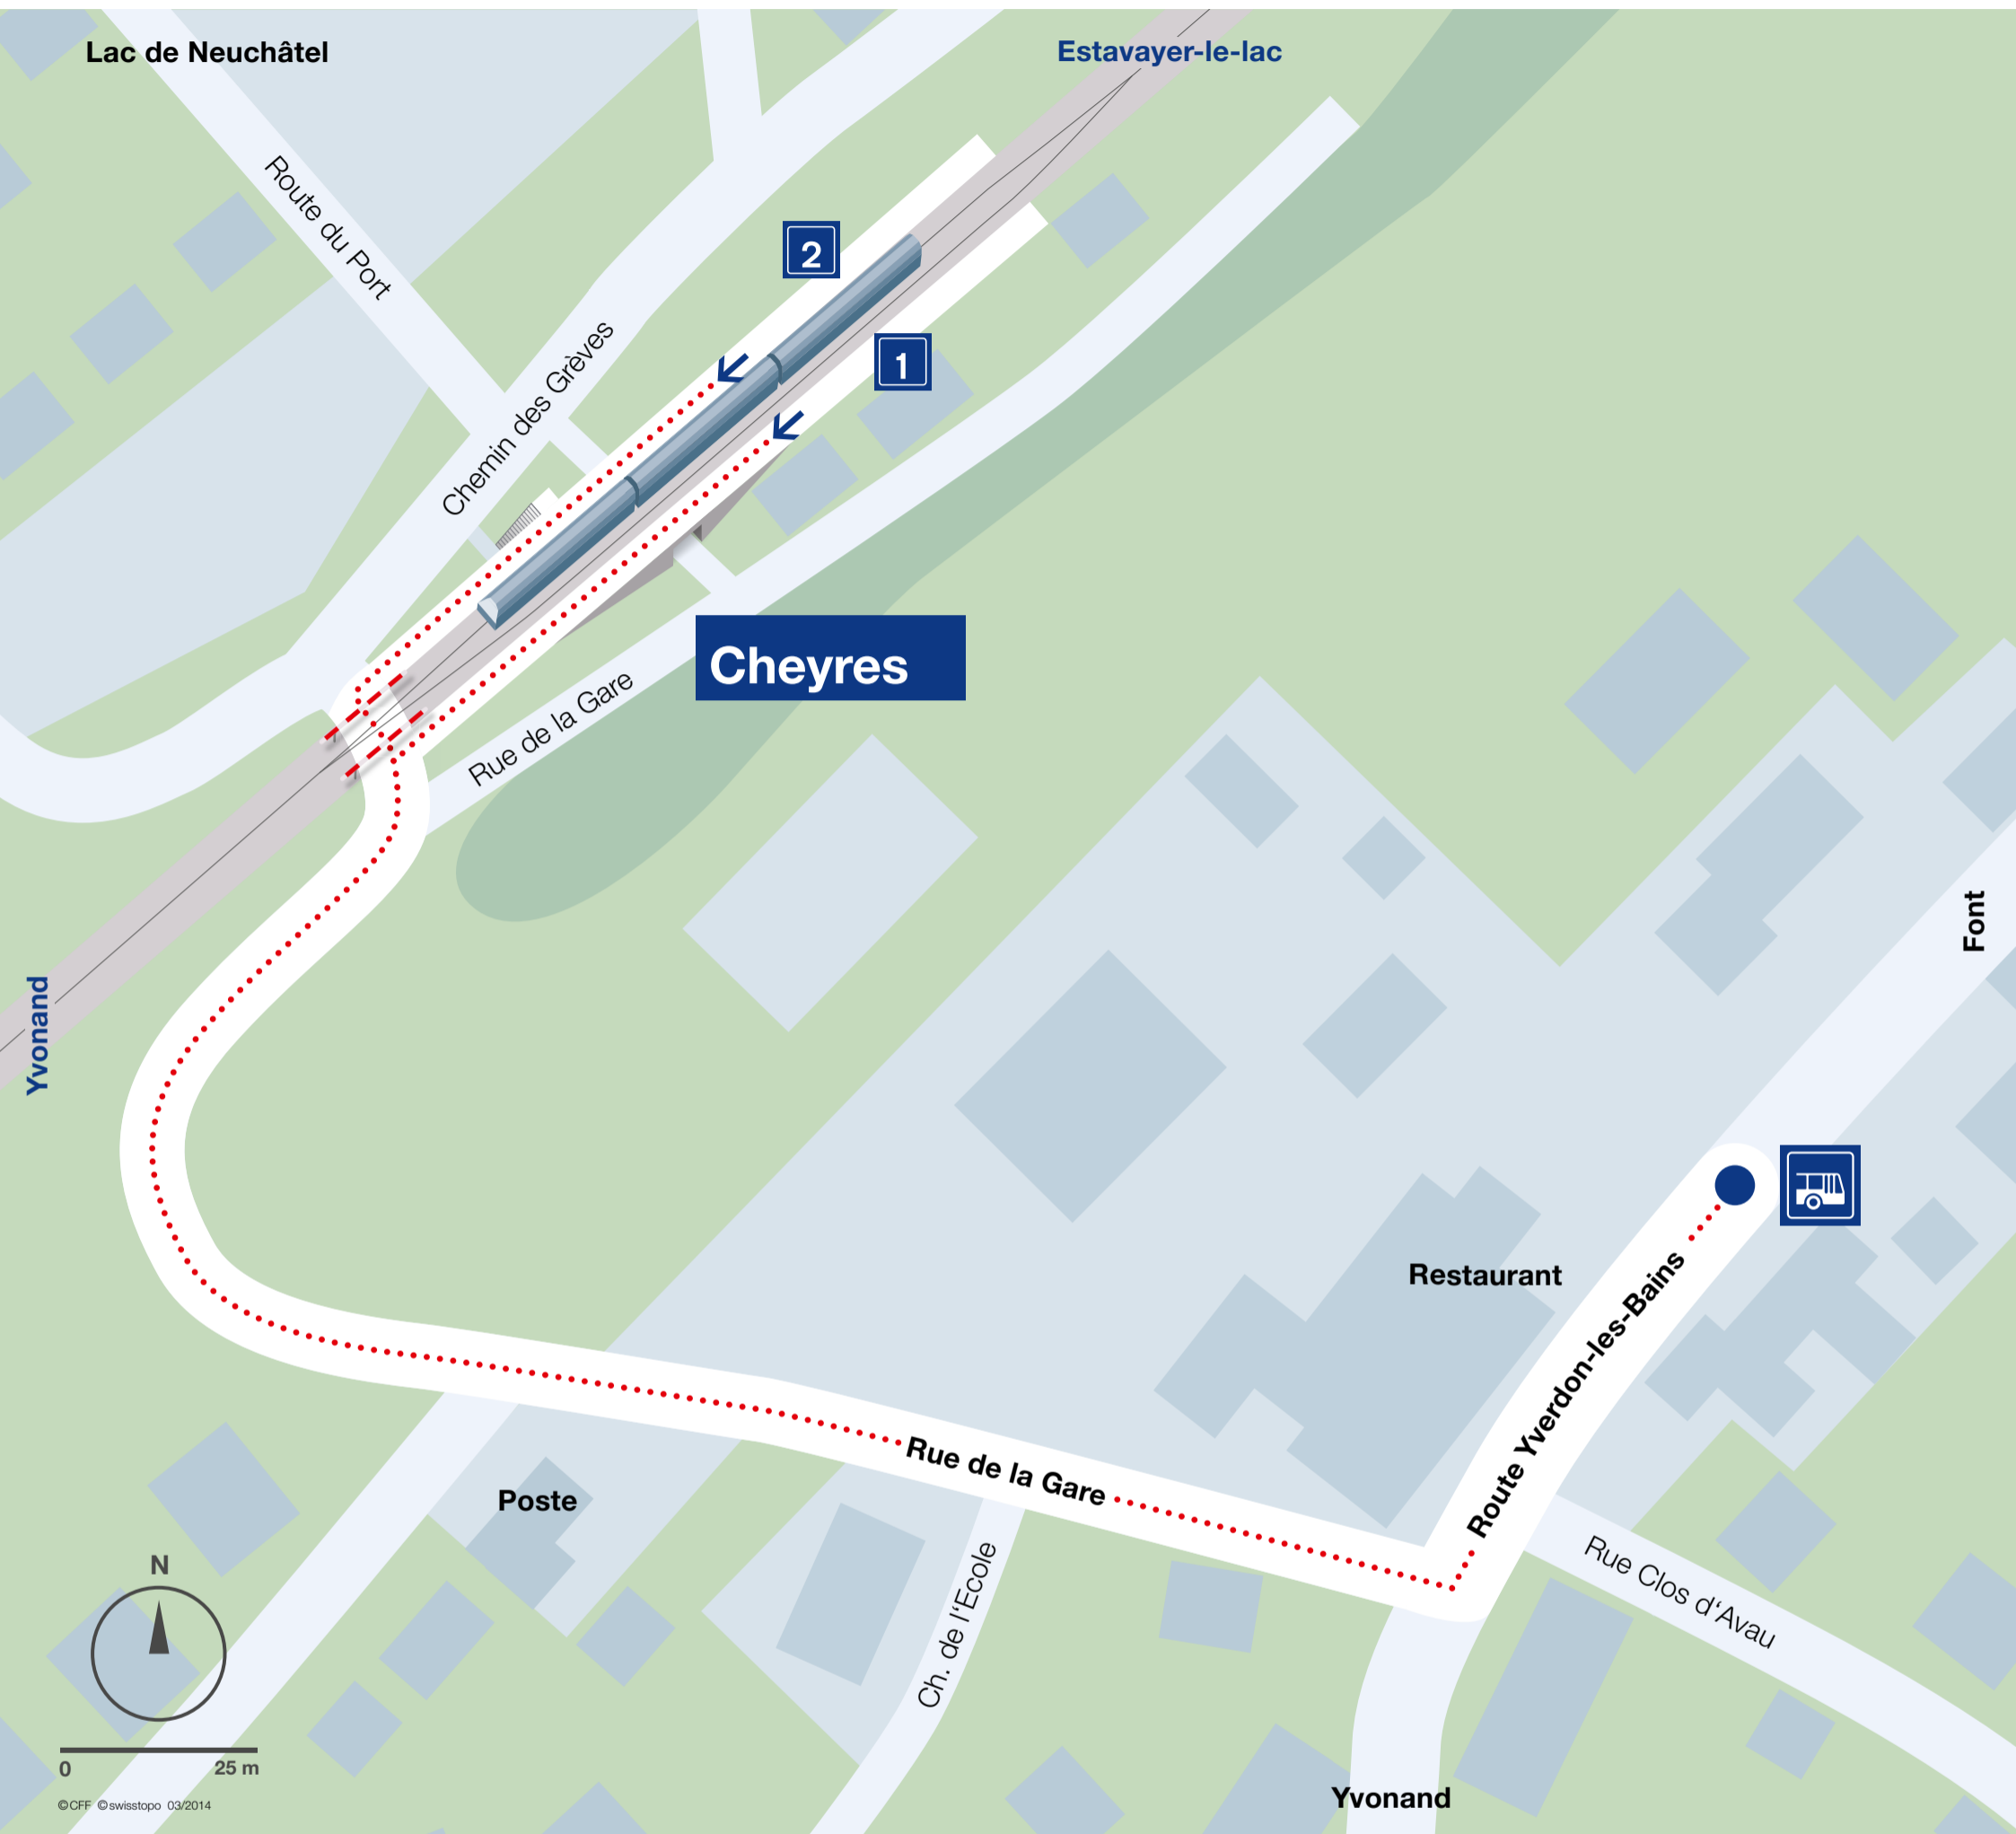 Lac de Neuchâtel
Estavayer-le-lac
Route du Port
2
1
Chemin des Grèves
Cheyres
Rue de la Gare
Font
Yvonand
Restaurant
Route Yverdon-les-Bains
Rue de la Gare
Poste
Rue Clos d‘Avau
Ch. de l‘Ecole
N
0 25 m
Yvonand
©CFF ©swisstopo 03/2014